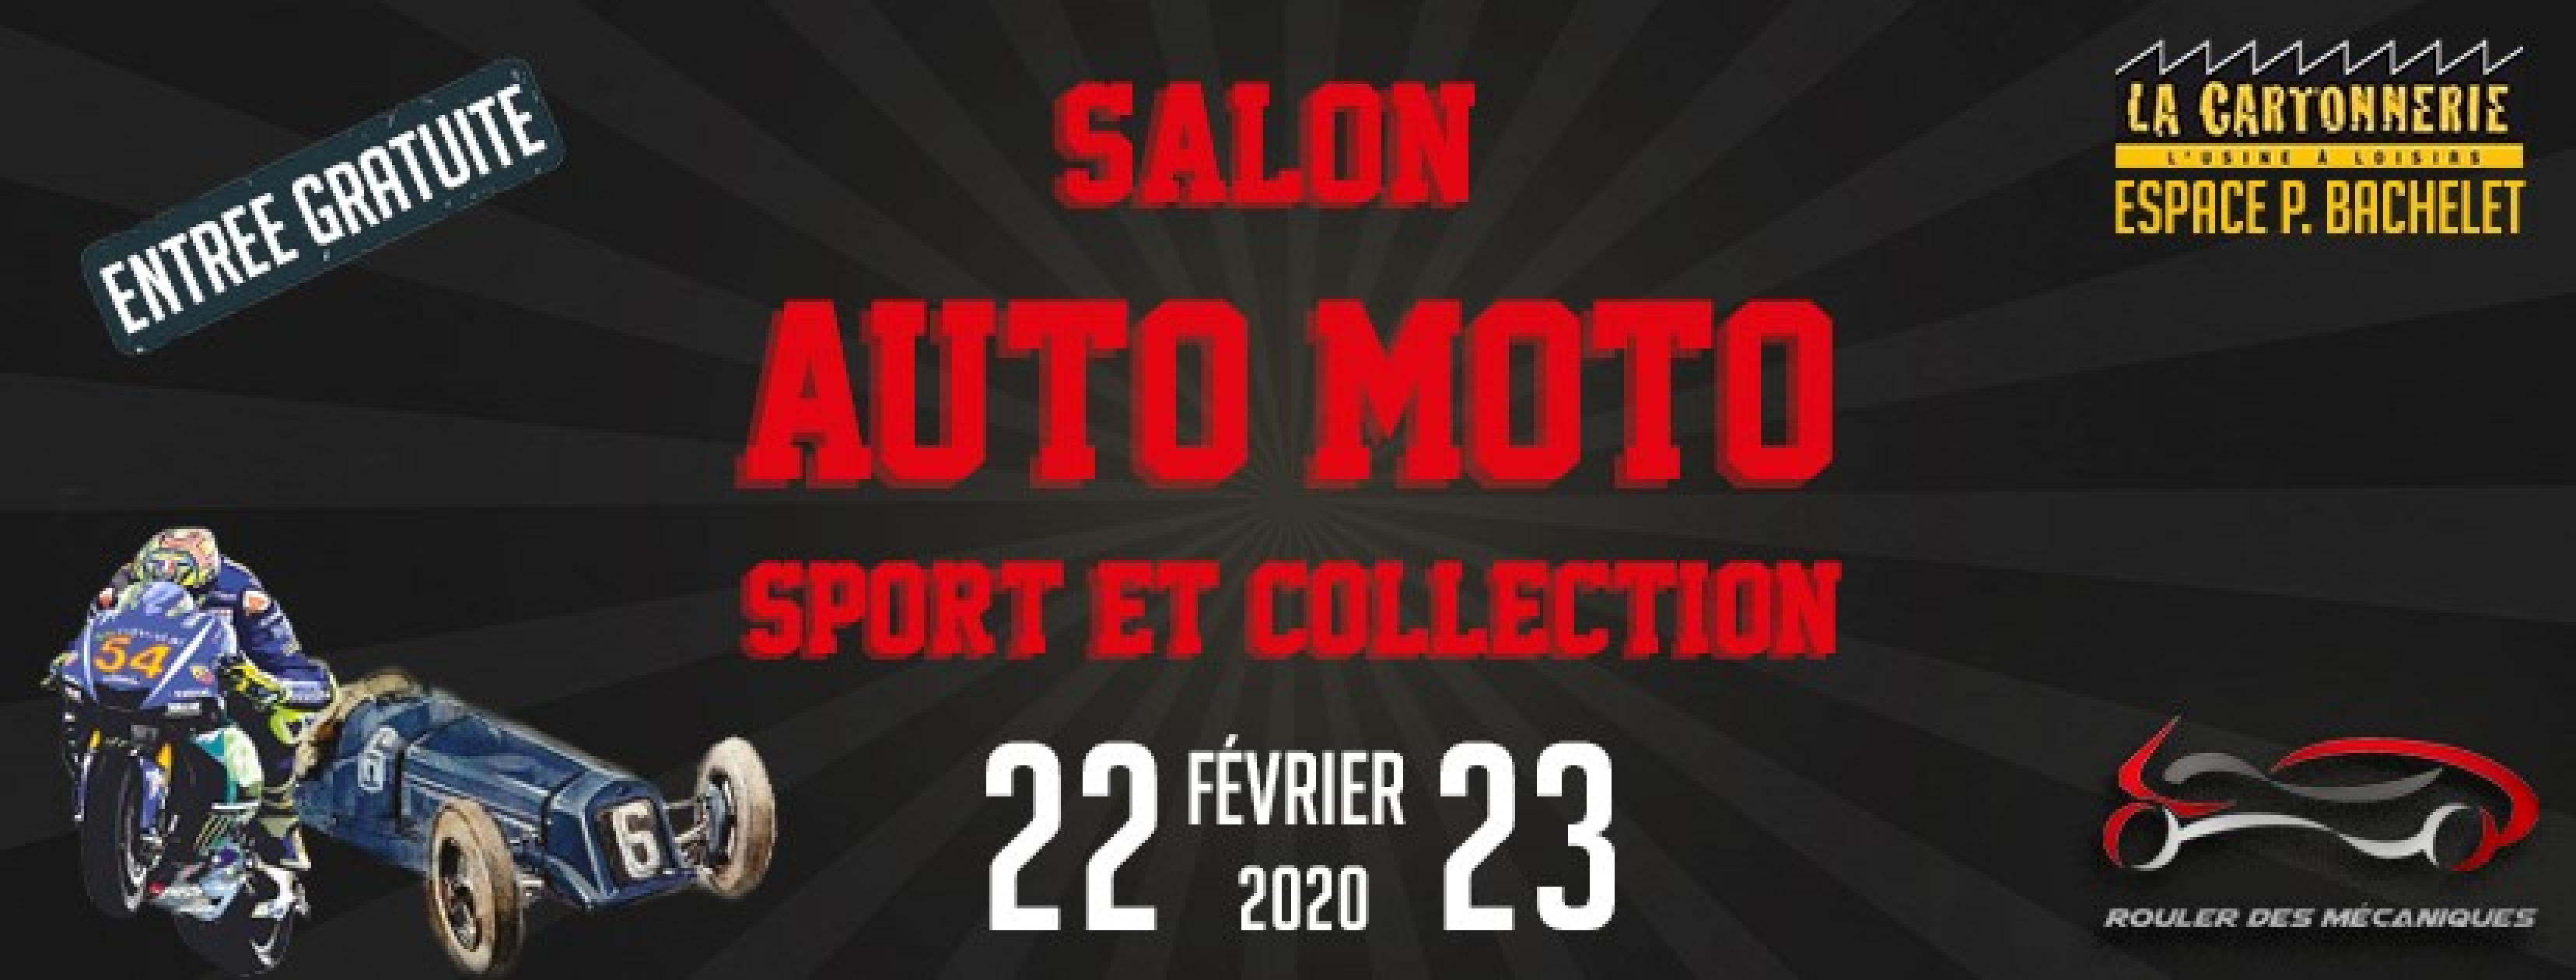 ENTREE GRATUITE
SALON
AUTO MOTO
SPORT ET COLLECTION
22 FÉVRIER 23
2020
LA CARTONNERIE
L'USINE À LOISIRS
ESPACE P. BACHELET
54
6
6
ROULER DES MÉCANIQUES